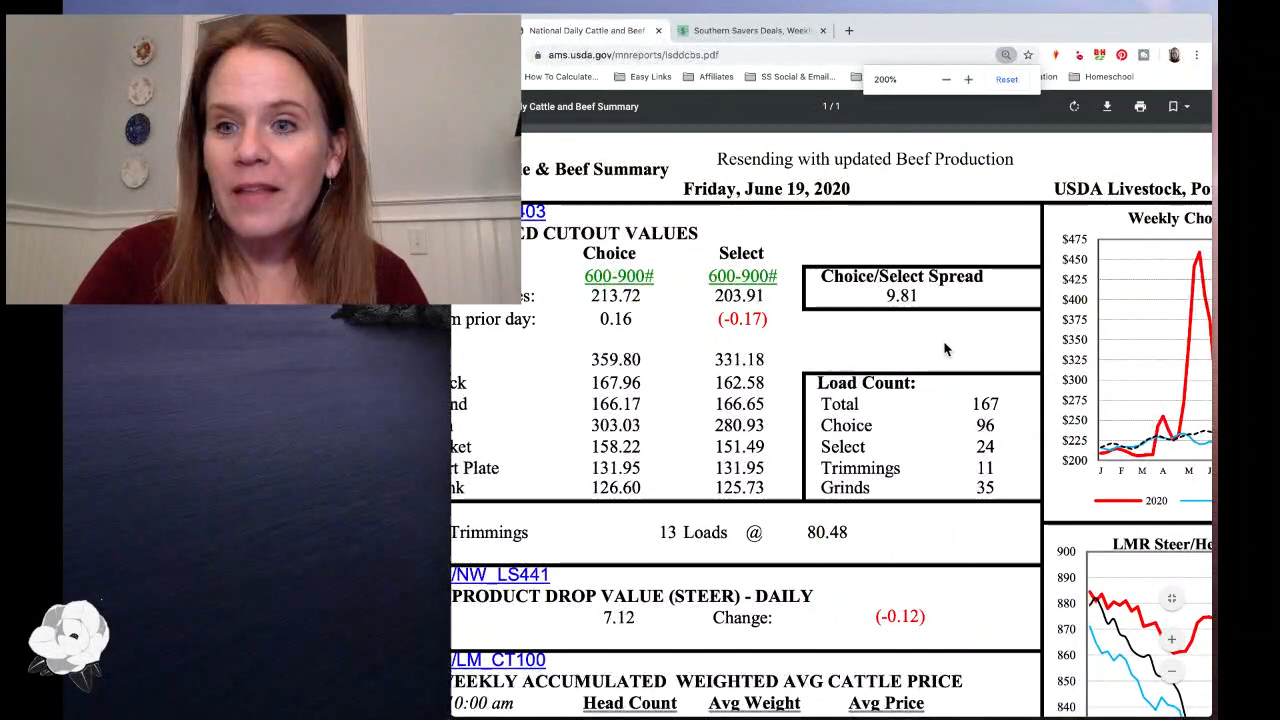 National Daily Cattle and Beef
Southern Savers Deals, Weekly
ams.usda.gov/mnreports/lsddcbs.pdf
How To Calculate...
Easy Links
Affiliates
SS Social & Email...
Homeschool
200%
Reset
y Cattle and Beef Summary
1/1
e & Beef Summary
Resending with updated Beef Production
Friday, June 19, 2020
USDA Livestock, Po
403
ED CUTOUT VALUES
Choice Select
600-900# 600-900#
s: 213.72 203.91
m prior day: 0.16 (-0.17)
359.80 331.18
ck 167.96 162.58
nd 166.17 166.65
303.03 280.93
ket 158.22 151.49
rt Plate 131.95 131.95
nk 126.60 125.73
Choice/Select Spread
9.81
Load Count:
Total 167
Choice 96
Select 24
Trimmings 11
Grinds 35
Trimmings 13 Loads @ 80.48
/NW_LS441
PRODUCT DROP VALUE (STEER) - DAILY
7.12 Change: (-0.12)
/LM_CT100
WEEKLY ACCUMULATED WEIGHTED AVG CATTLE PRICE
0:00 am Head Count Avg Weight Avg Price
Weekly Cho
$475
$450
$425
$400
$375
$350
$325
$300
$275
$250
$225
$200
J F M A M J
2020
LMR Steer/He
900
890
880
870
860
850
840